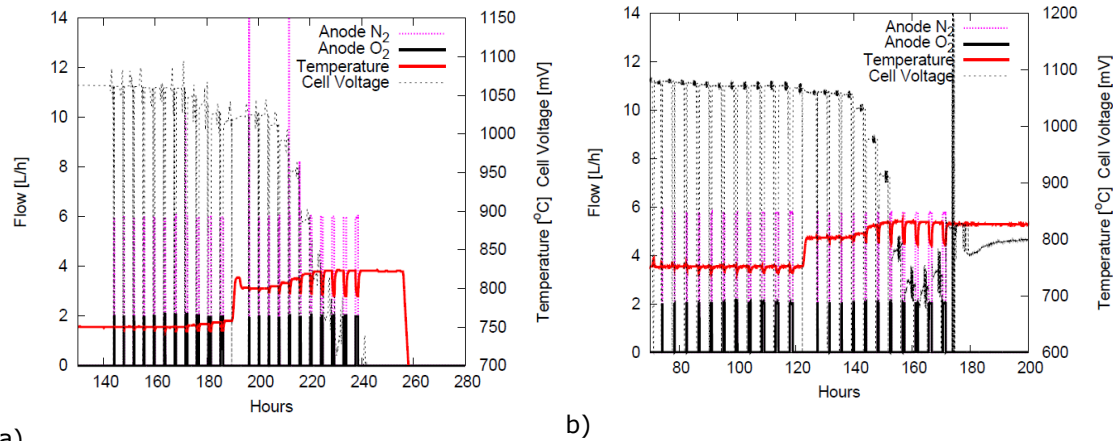 14
12
10
8
6
4
2
0
Flow [L/h]
140 160 180 200 220 240 260 280
Hours
1150
1100
1050
1000
950
900
850
800
750
700
Temperature [°C] Cell Voltage [mV]
Anode N2
Anode O2
Temperature
Cell Voltage
a)
14
12
10
8
6
4
2
0
Flow [L/h]
80 100 120 140 160 180 200
Hours
1200
1100
1000
900
800
700
600
Temperature [°C] Cell Voltage [mV]
Anode N2
Anode O2
Temperature
Cell Voltage
b)